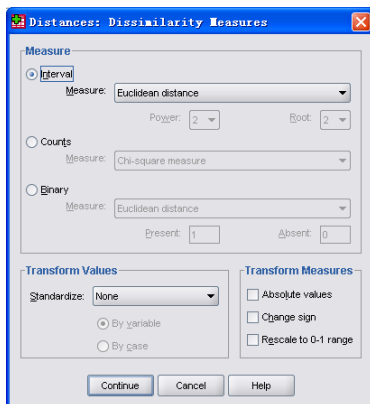 Distances: Dissimilarity Measures
Measure
Interval
Measure: Euclidean distance
Power: 2 Root: 2
Counts
Measure: Chi-square measure
Binary
Measure: Euclidean distance
Present: 1 Absent: 0
Transform Values
Standardize: None
By variable
By case
Transform Measures
Absolute values
Change sign
Rescale to 0-1 range
Continue Cancel Help